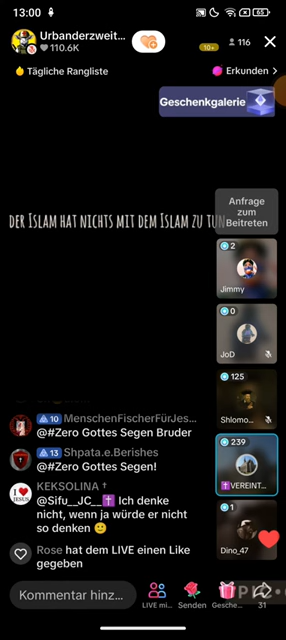 13:00
65
Urbanderzweit...
110.6K
10+
116
Tägliche Rangliste
Erkunden >
Geschenkgalerie
Anfrage
zum
Beitreten
der Islam hat nichts mit dem Islam zu tun
2
Jimmy
0
JoD
125
Shlomo...
239
VEREINT...
1
Dino_47
10 MenschenFischerFürJes...
@#Zero Gottes Segen Bruder
13 Shpata.e.Berishes
@#Zero Gottes Segen!
I ❤ JESUS
KEKSOLINA †
@Sifu__JC__✝️ Ich denke
nicht, wenn ja würde er nicht
so denken 🙂
Rose hat dem LIVE einen Like
gegeben
Kommentar hinz...
LIVE mi...
Senden
Gesche...
31